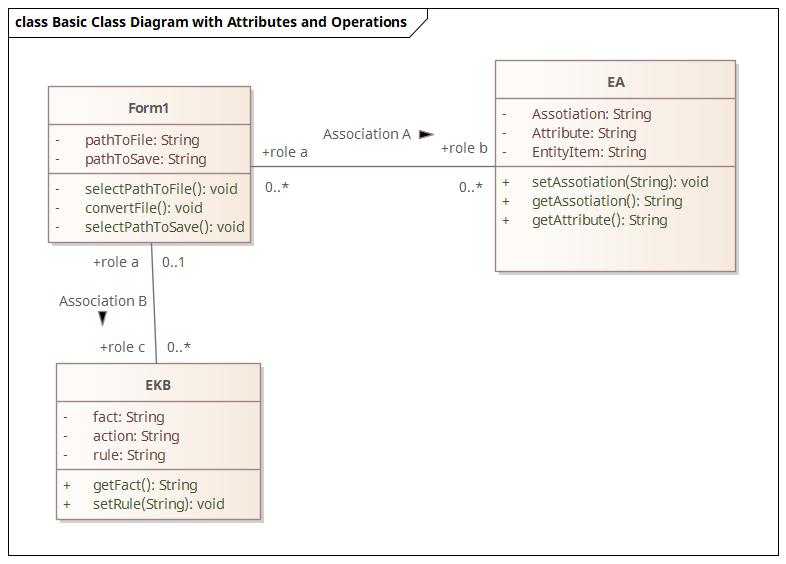 class Basic Class Diagram with Attributes and Operations
Form1
- pathToFile: String
- pathToSave: String
- selectPathToFile(): void
- convertFile(): void
- selectPathToSave(): void
Association A
+role a
+role b
0..*
0..*
EA
- Assotiation: String
- Attribute: String
- EntityItem: String
+ setAssotiation(String): void
+ getAssotiation(): String
+ getAttribute(): String
+role a
0..1
Association B
+role c
0..*
EKB
- fact: String
- action: String
- rule: String
+ getFact(): String
+ setRule(String): void